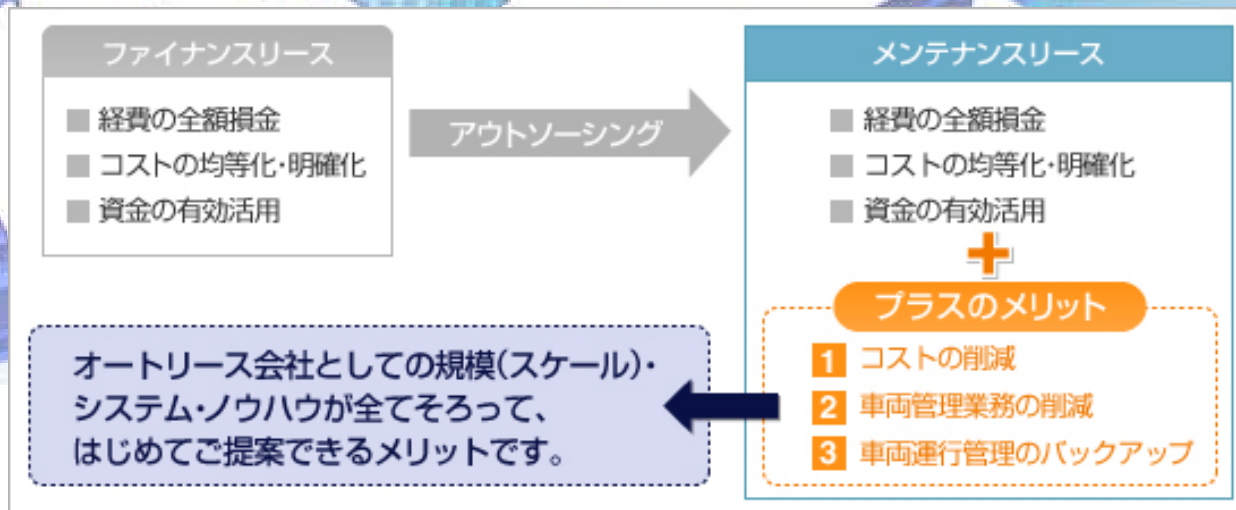 ファイナンスリース
■ 経費の全額損金
■ コストの均等化・明確化
■ 資金の有効活用
アウトソーシング
メンテナンスリース
■ 経費の全額損金
■ コストの均等化・明確化
■ 資金の有効活用
+
プラスのメリット
1 コストの削減
2 車両管理業務の削減
3 車両運行管理のバックアップ
オートリース会社としての規模(スケール)・
システム・ノウハウが全てそろって、
はじめてご提案できるメリットです。